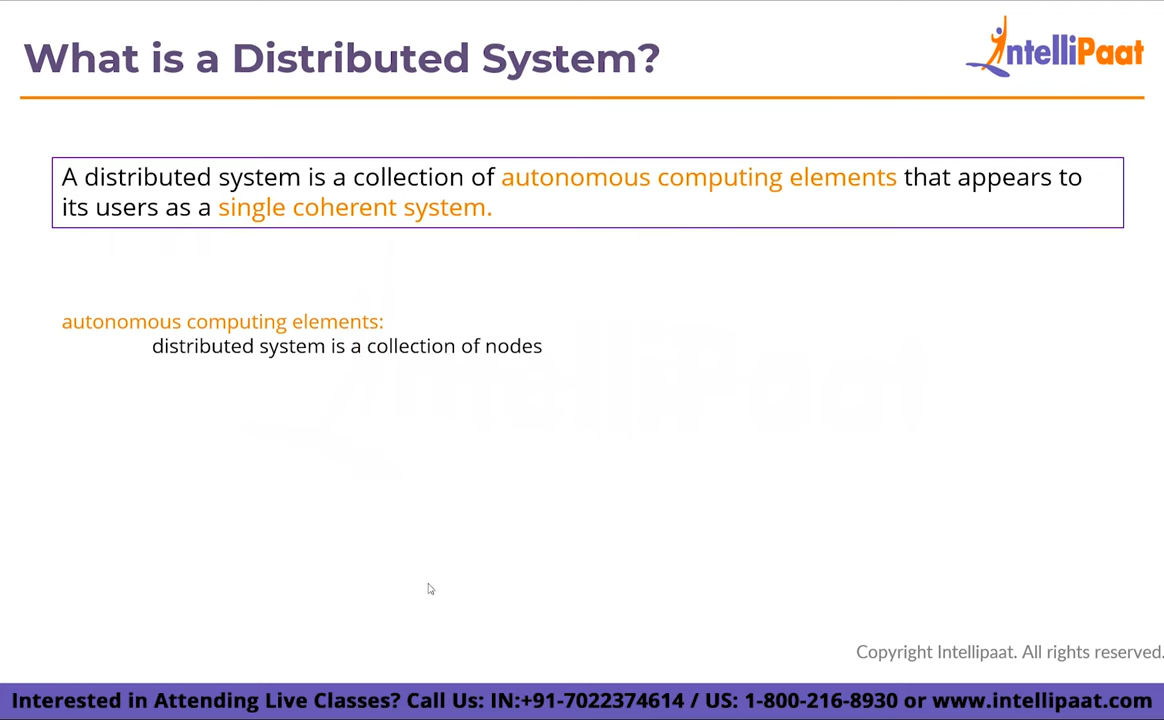 What is a Distributed System?
IntelliPaat
A distributed system is a collection of autonomous computing elements that appears to
its users as a single coherent system.
autonomous computing elements:
distributed system is a collection of nodes
IntelliPaat
Copyright Intellipaat. All rights reserved.
Interested in Attending Live Classes? Call Us: IN:+91-7022374614 / US: 1-800-216-8930 or www.intellipaat.com